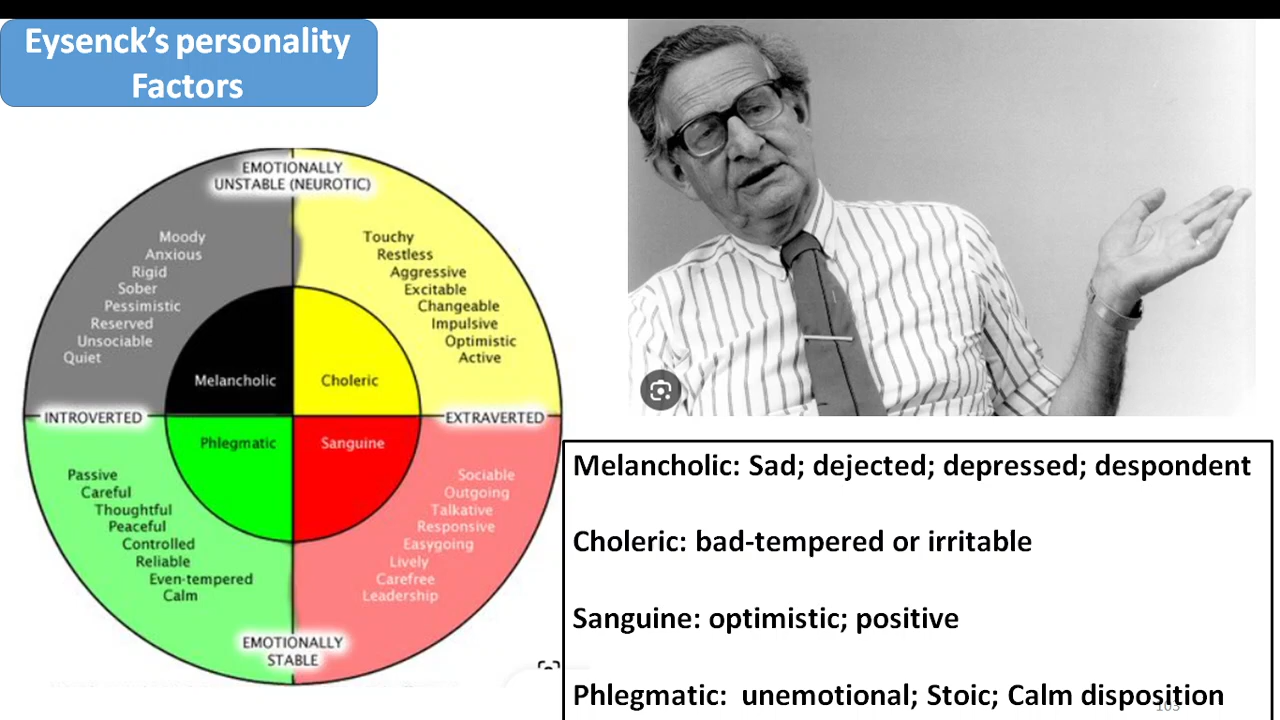 Eysenck's personality
Factors
EMOTIONALLY
UNSTABLE (NEUROTIC)
Moody
Anxious
Rigid
Sober
Pessimistic
Reserved
Unsociable
Quiet
Touchy
Restless
Aggressive
Excitable
Changeable
Impulsive
Optimistic
Active
Melancholic
Choleric
INTROVERTED
EXTRAVERTED
Phlegmatic
Sanguine
Passive
Careful
Thoughtful
Peaceful
Controlled
Reliable
Even-tempered
Calm
Sociable
Outgoing
Talkative
Responsive
Easygoing
Lively
Carefree
Leadership
EMOTIONALLY
STABLE
Melancholic: Sad; dejected; depressed; despondent
Choleric: bad-tempered or irritable
Sanguine: optimistic; positive
Phlegmatic: unemotional; Stoic; Calm disposition
103